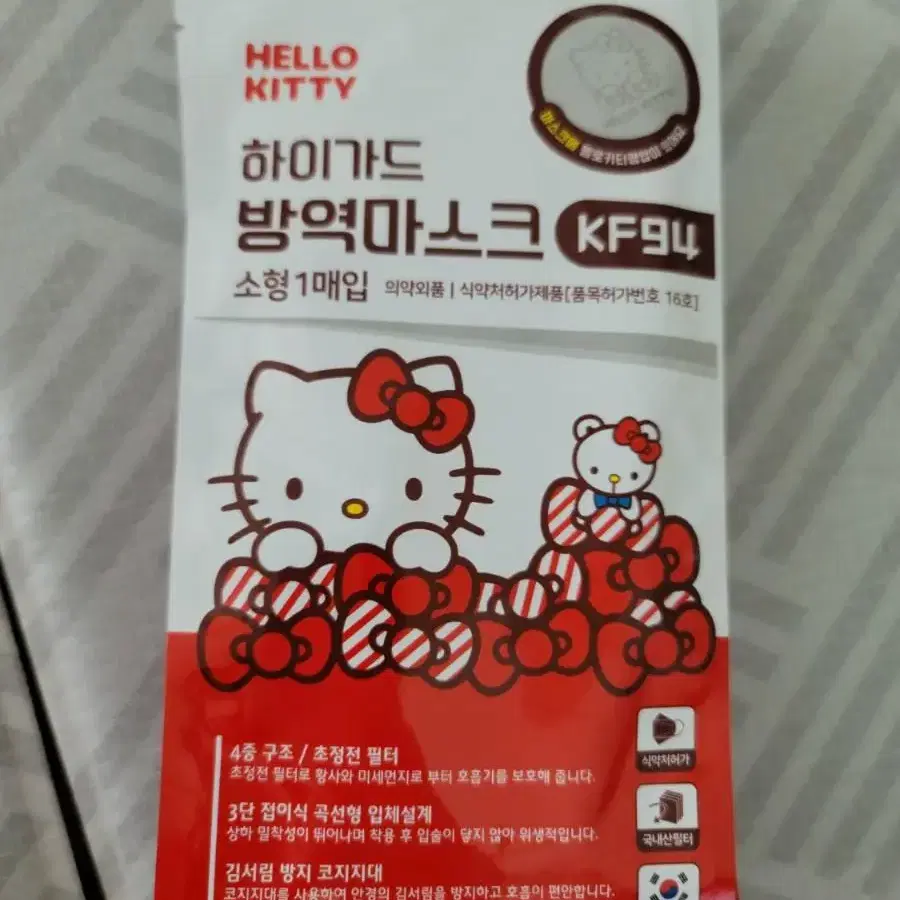 HELLO
KITTY
하이가드
방역마스크 KF94
소형 1매입 의약외품 | 식약처허가제품[품목허가번호 16호]
4중 구조 / 초정전 필터
초정전 필터로 황사와 미세먼지로 부터 호흡기를 보호해 줍니다.
3단 접이식 곡선형 입체설계
상하 밀착성이 뛰어나며 착용 후 입술이 닿지 않아 위생적입니다.
김서림 방지 코지지대
코지지대를 사용하여 안경의 김서림을 방지하고 호흡이 편안합니다.
식약처허가
국내산필터